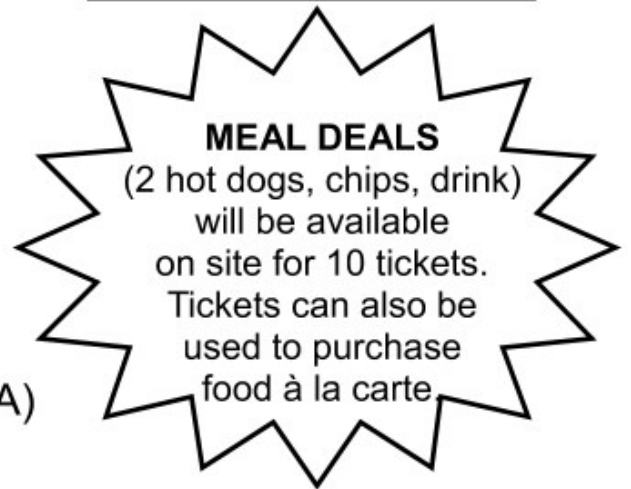 MEAL DEALS
(2 hot dogs, chips, drink)
will be available
on site for 10 tickets.
Tickets can also be
used to purchase
food à la carte.
A)